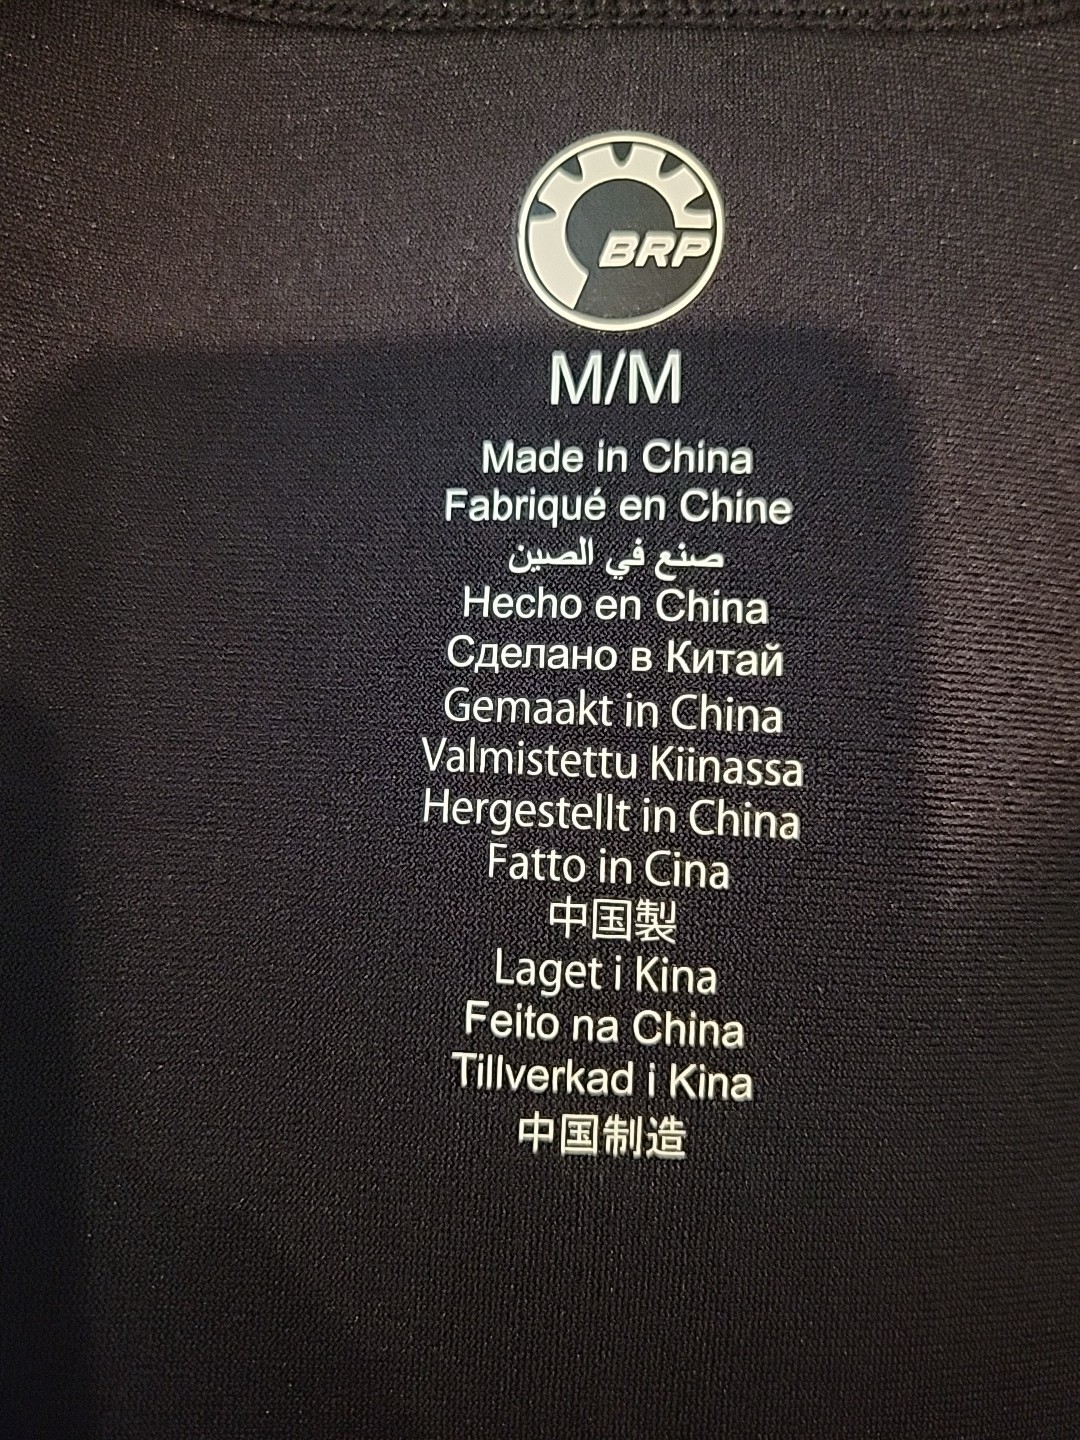 BRP
M/M
Made in China
Fabriqué en Chine
صنع في الصين
Hecho en China
Сделано в Китай
Gemaakt in China
Valmistettu Kiinassa
Hergestellt in China
Fatto in Cina
中国製
Laget i Kina
Feito na China
Tillverkad i Kina
中国制造